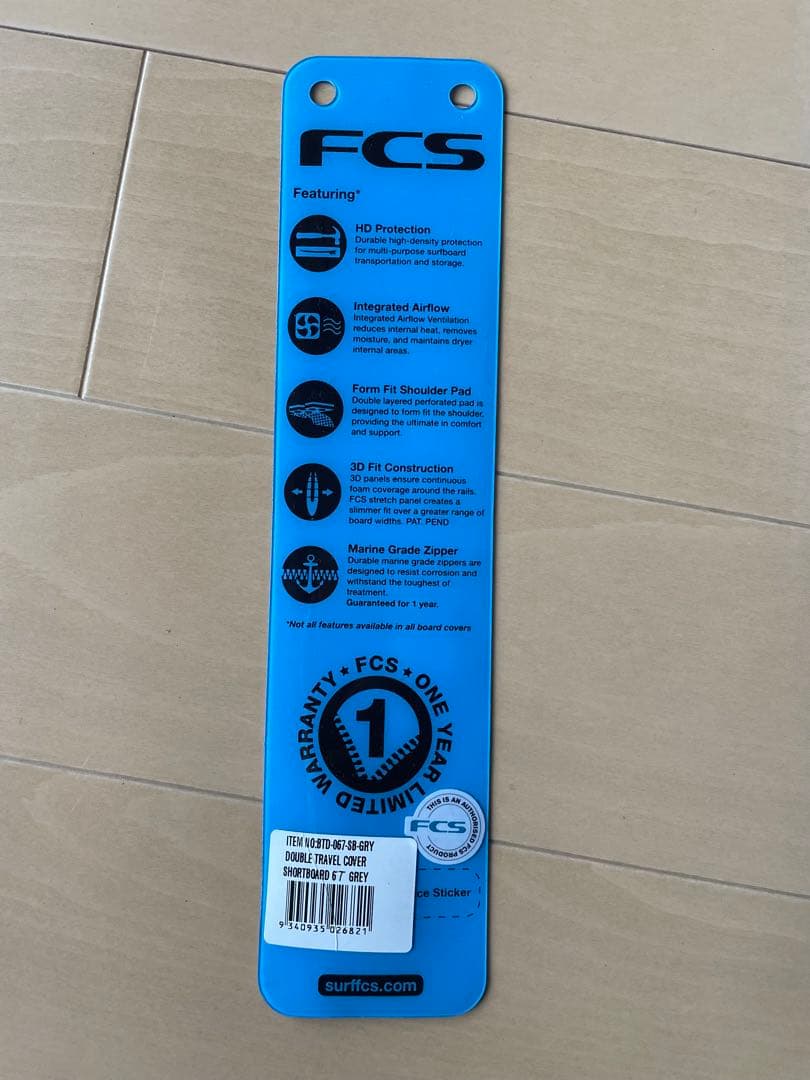 FCS
Featuring*
HD Protection
Durable high-density protection
for multi-purpose surfboard
transportation and storage.
Integrated Airflow
Integrated Airflow Ventilation
reduces internal heat, removes
moisture, and maintains dryer
internal areas.
Form Fit Shoulder Pad
Double layered perforated pad is
designed to form fit the shoulder,
providing the ultimate in comfort
and support.
3D Fit Construction
3D panels ensure continuous
foam coverage around the rails.
FCS stretch panel creates a
slimmer fit over a greater range of
board widths. PAT. PEND
Marine Grade Zipper
Durable marine grade zippers are
designed to resist corrosion and
withstand the toughest of
treatment.
Guaranteed for 1 year.
*Not all features available in all board covers
FCS ★ ONE YEAR LIMITED WARRANTY ★
1
THIS IS AN AUTHORISED FCS PRODUCT
FCS
ITEM NO:BTD-067-SB-GRY
DOUBLE TRAVEL COVER
SHORTBOARD 6'7" GREY
9 340935 026821
Sticker
surffcs.com